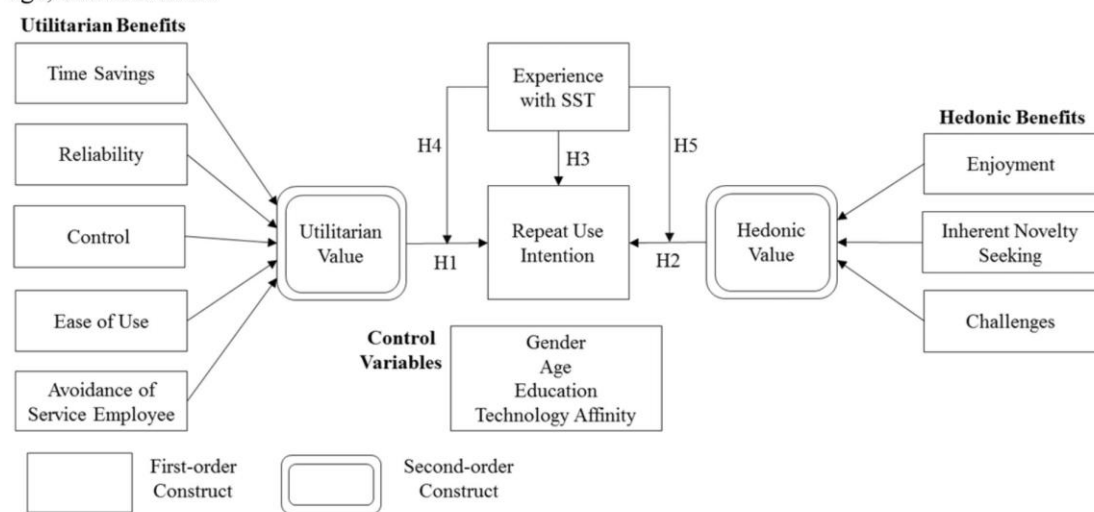 Utilitarian Benefits
Time Savings
Reliability
Control
Ease of Use
Avoidance of
Service Employee
Utilitarian
Value
Experience
with SST
H4
H3
H5
H1
Repeat Use
Intention
H2
Hedonic
Value
Hedonic Benefits
Enjoyment
Inherent Novelty
Seeking
Challenges
Control
Variables
Gender
Age
Education
Technology Affinity
First-order
Construct
Second-order
Construct